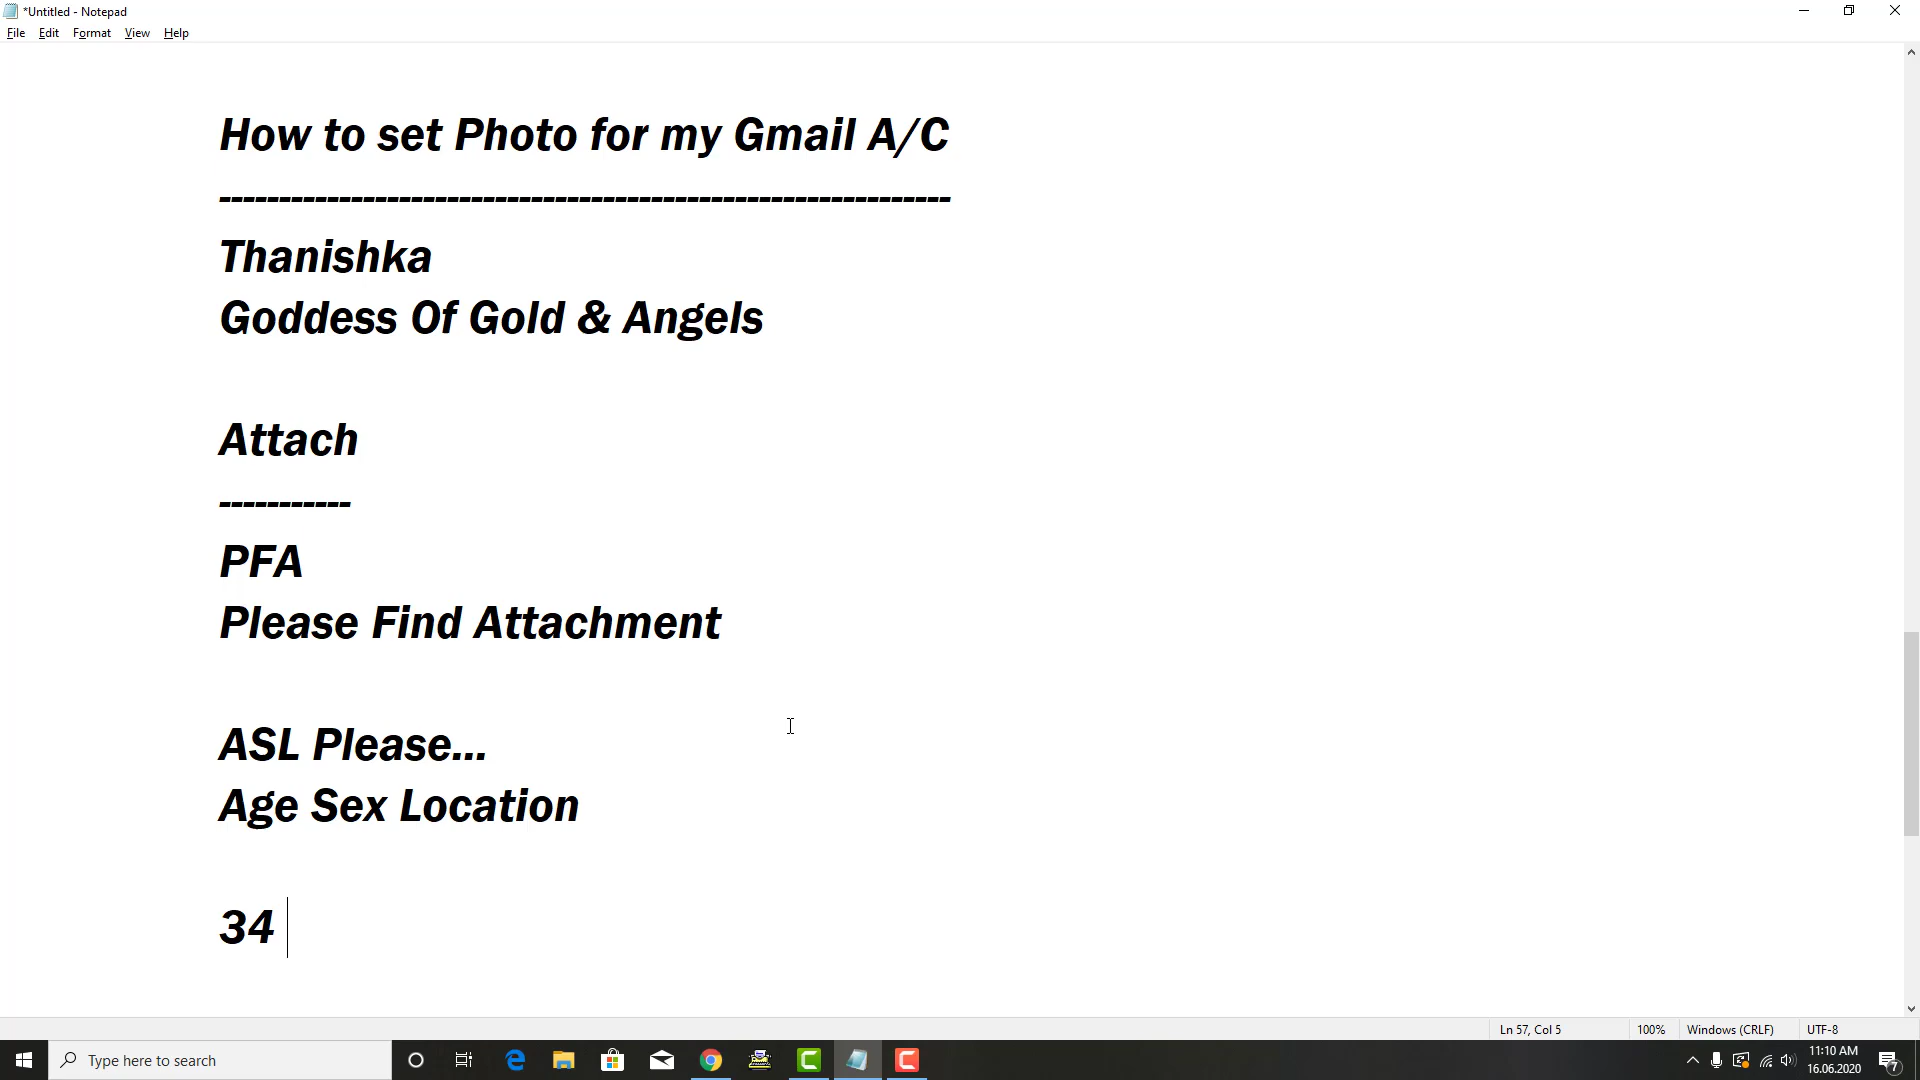 *Untitled - Notepad
File Edit Format View Help
How to set Photo for my Gmail A/C
-------------------------------------------------------------
Thanishka
Goddess Of Gold & Angels
Attach
-----------
PFA
Please Find Attachment
ASL Please...
Age Sex Location
34
Ln 57, Col 5 100% Windows (CRLF) UTF-8
Type here to search
11:10 AM
16.06.2020
7